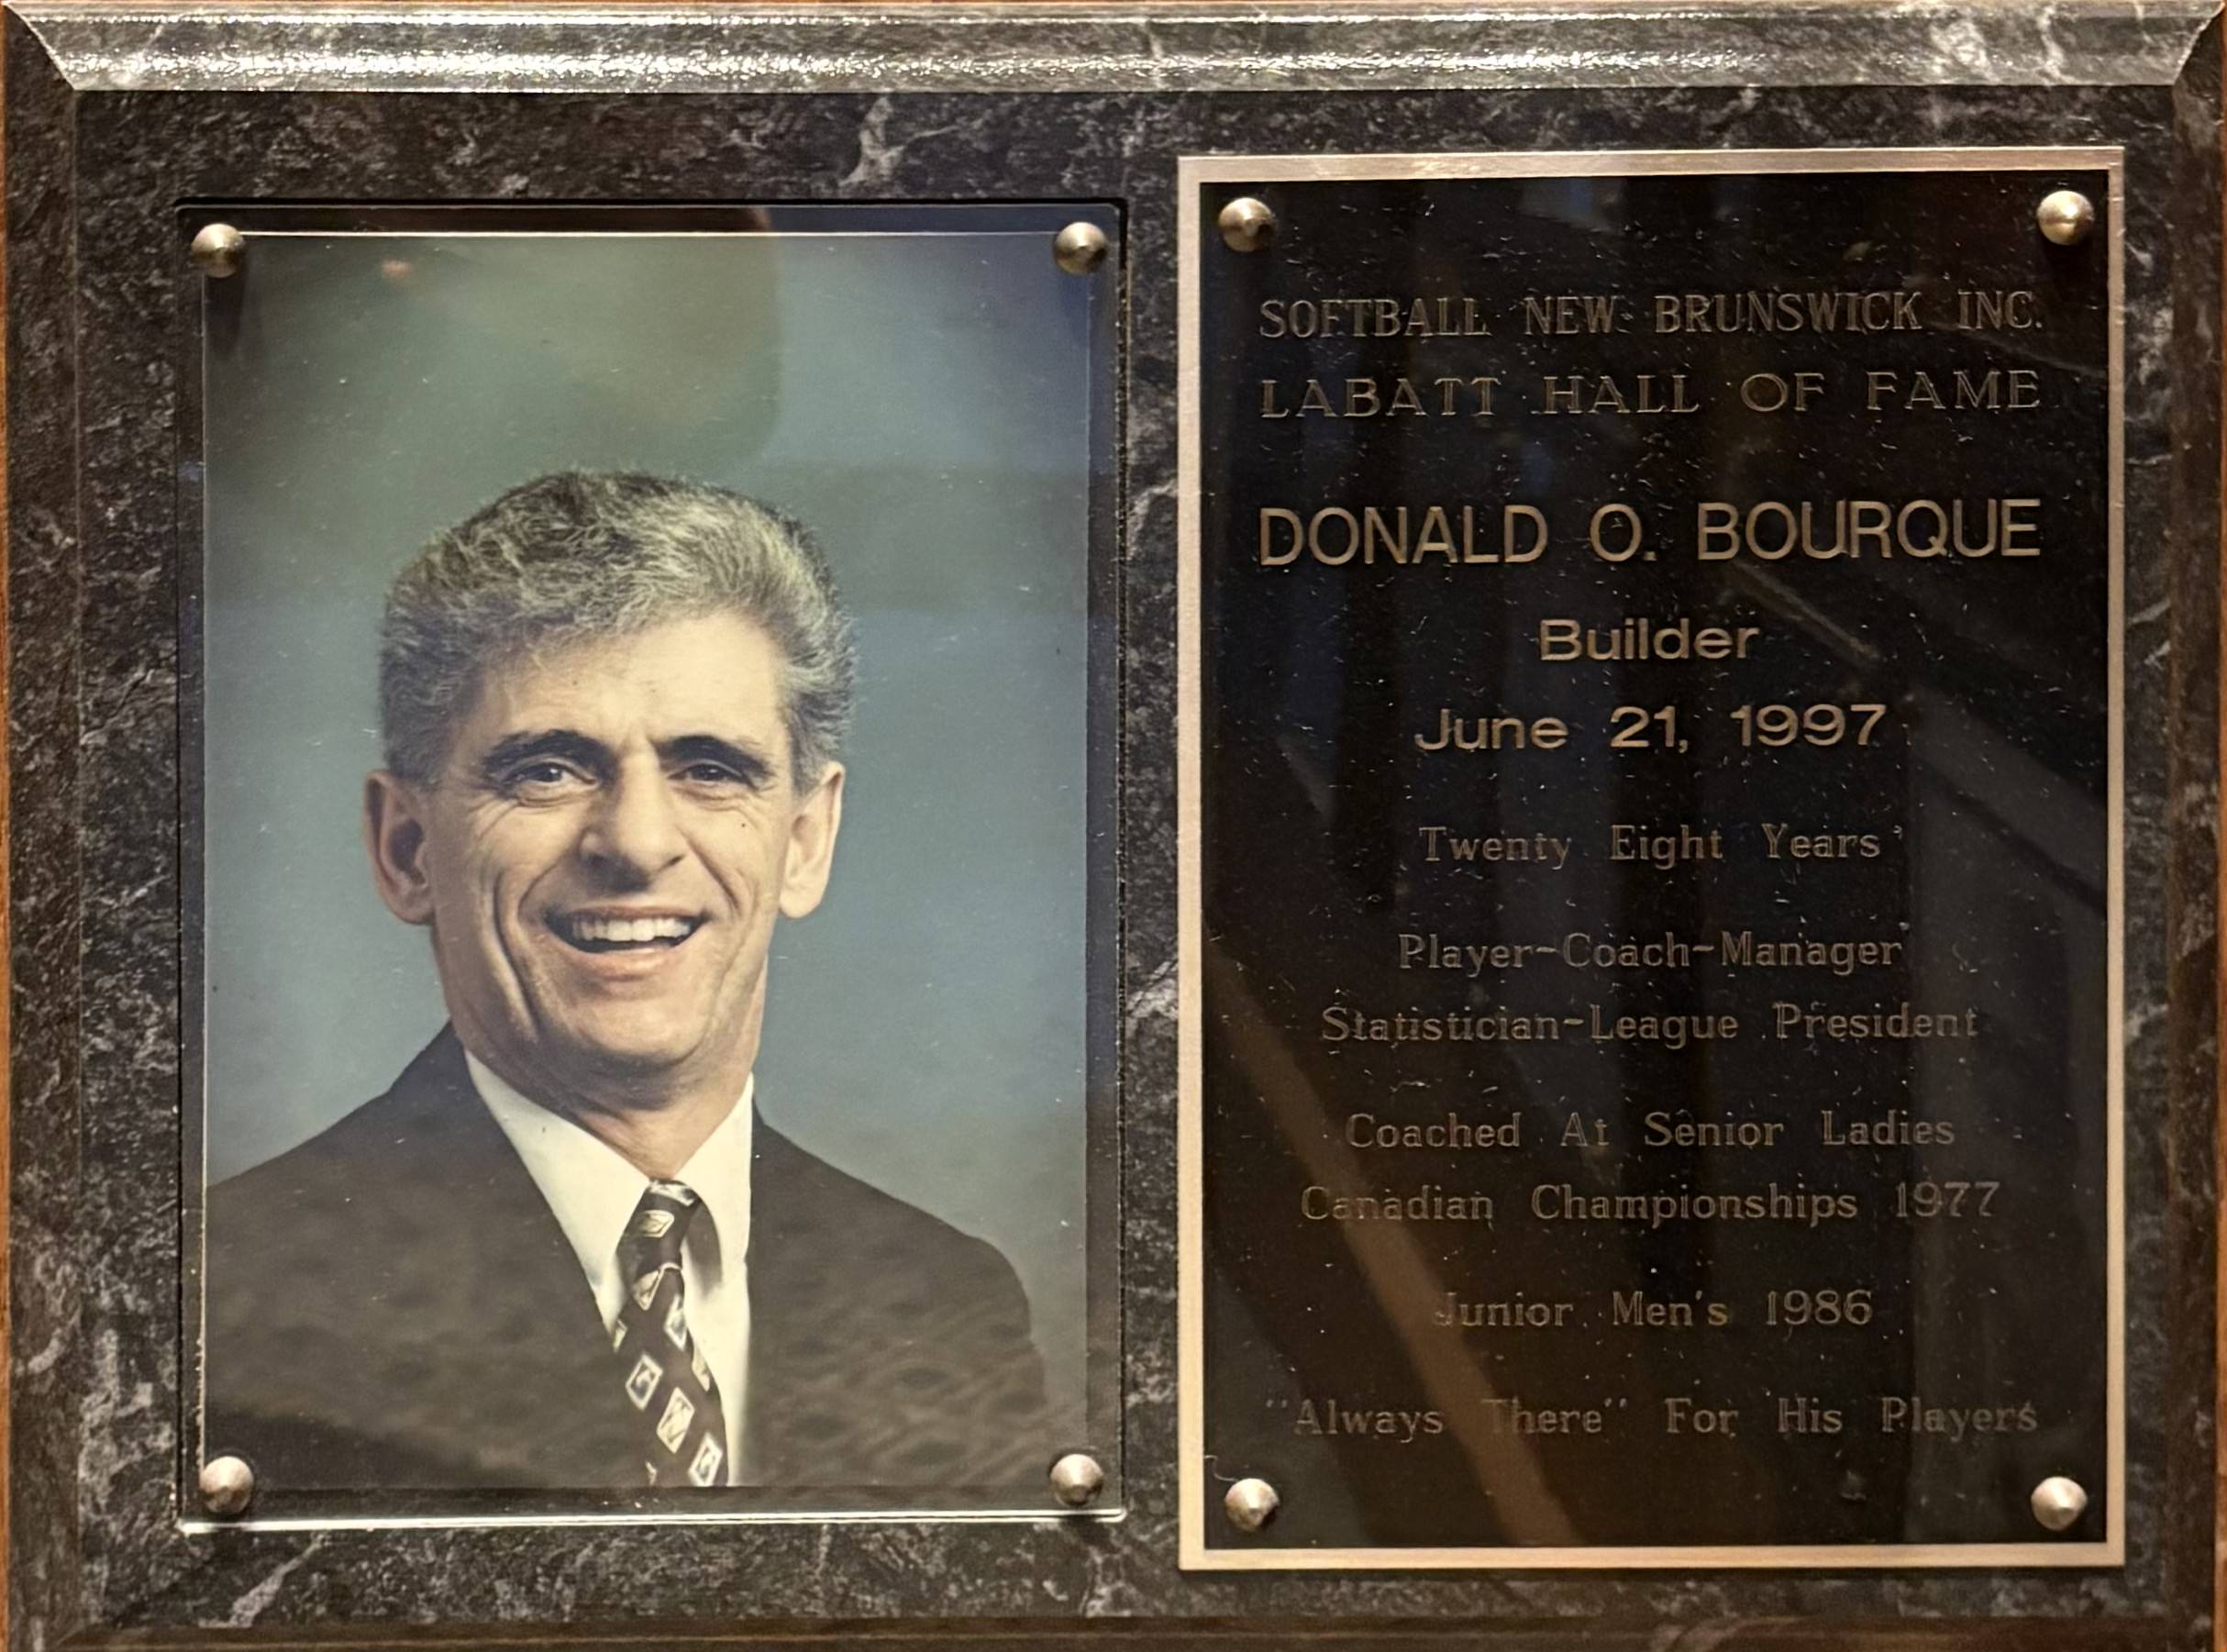 SOFTBALL NEW BRUNSWICK INC.
LABATT HALL OF FAME
DONALD O. BOURQUE
Builder
June 21, 1997
Twenty Eight Years
Player-Coach-Manager
Statistician-League President
Coached At Senior Ladies
Canadian Championships 1977
Junior Men's 1986
"Always There" For His Players